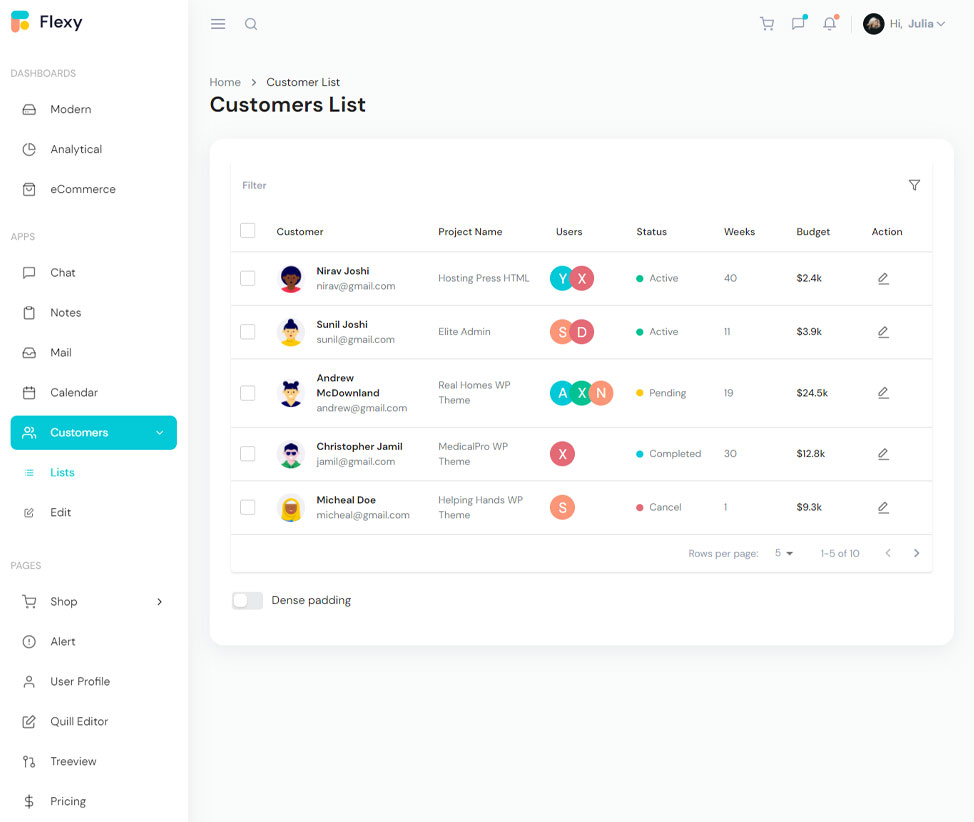 Flexy
Hi, Julia
DASHBOARDS
Modern
Analytical
eCommerce
APPS
Chat
Notes
Mail
Calendar
Customers
Lists
Edit
PAGES
Shop
Alert
User Profile
Quill Editor
Treeview
Pricing
Home > Customer List
Customers List
Filter
Customer Project Name Users Status Weeks Budget Action
Nirav Joshi
nirav@gmail.com
Hosting Press HTML
Y X
Active
40
$2.4k
Sunil Joshi
sunil@gmail.com
Elite Admin
S D
Active
11
$3.9k
Andrew
McDownland
andrew@gmail.com
Real Homes WP
Theme
A X N
Pending
19
$24.5k
Christopher Jamil
jamil@gmail.com
MedicalPro WP
Theme
X
Completed
30
$12.8k
Micheal Doe
micheal@gmail.com
Helping Hands WP
Theme
S
Cancel
1
$9.3k
Rows per page: 5 1-5 of 10
Dense padding